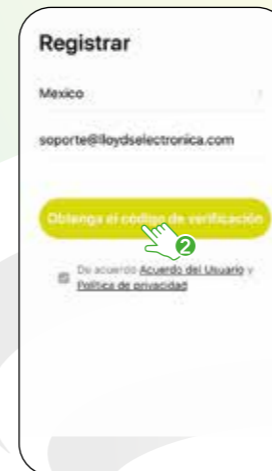 Registrar
Mexico
soporte@lloydselectronica.com
Obtenga el código de verificación
2
De acuerdo Acuerdo del Usuario y
Política de privacidad